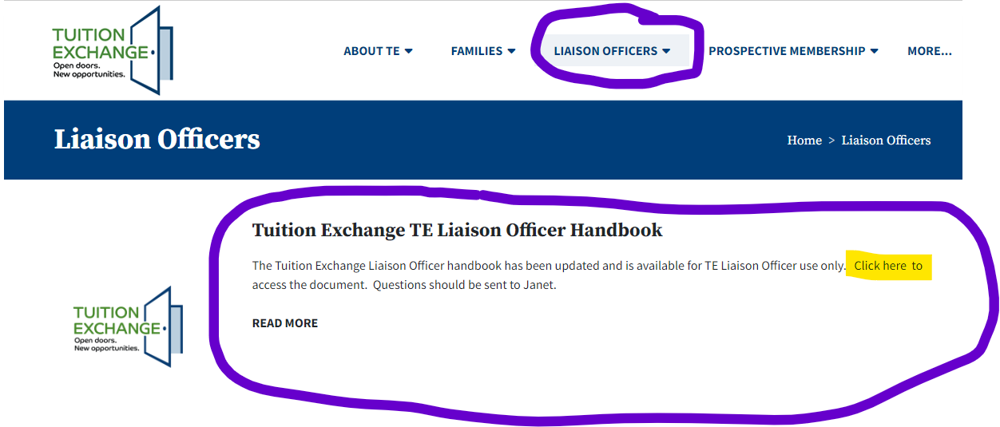 TUITION
EXCHANGE
Open doors.
New opportunities.
ABOUT TE FAMILIES LIAISON OFFICERS PROSPECTIVE MEMBERSHIP MORE...
Liaison Officers
Home > Liaison Officers
Tuition Exchange TE Liaison Officer Handbook
The Tuition Exchange Liaison Officer handbook has been updated and is available for TE Liaison Officer use only. Click here to
access the document. Questions should be sent to Janet.
READ MORE
TUITION
EXCHANGE
Open doors.
New opportunities.